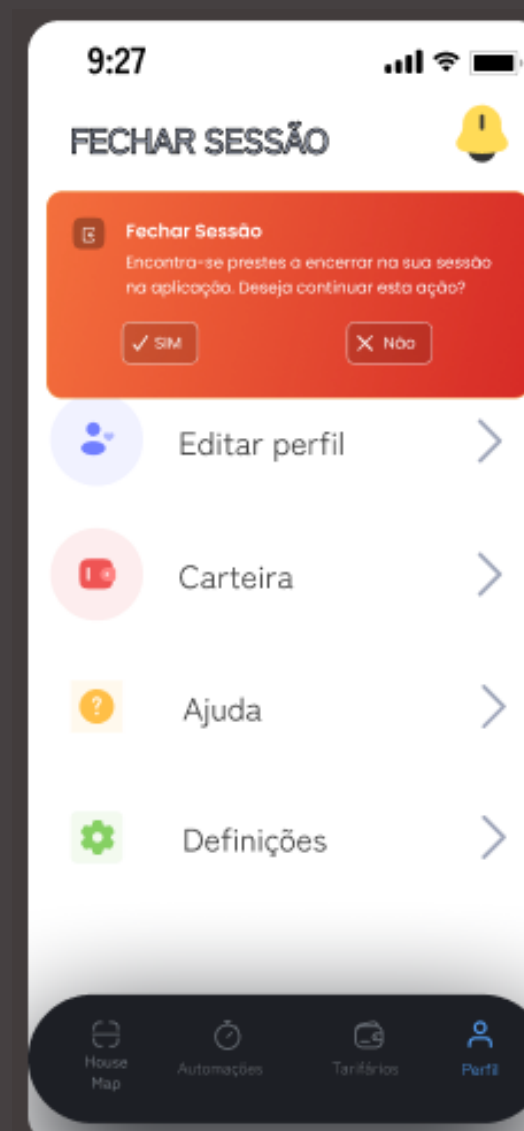 9:27
FECHAR SESSÃO
Fechar Sessão
Encontra-se prestes a encerrar na sua sessão
na aplicação. Deseja continuar esta ação?
SIM
Não
Editar perfil
Carteira
Ajuda
Definições
House
Map
Automações
Tarifários
Perfil